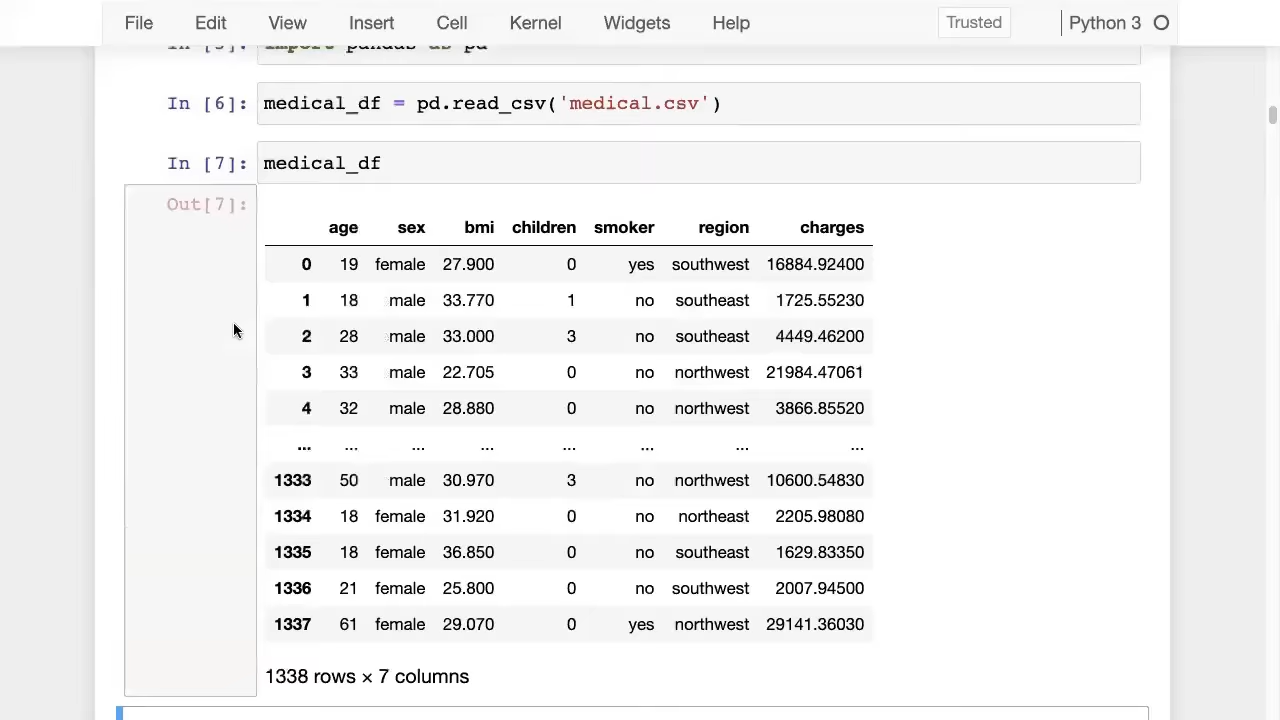 File Edit View Insert Cell Kernel Widgets Help Trusted Python 3
In [5]: import pandas as pd
In [6]: medical_df = pd.read_csv('medical.csv')
In [7]: medical_df
Out[7]:
age sex bmi children smoker region charges
0 19 female 27.900 0 yes southwest 16884.92400
1 18 male 33.770 1 no southeast 1725.55230
2 28 male 33.000 3 no southeast 4449.46200
3 33 male 22.705 0 no northwest 21984.47061
4 32 male 28.880 0 no northwest 3866.85520
... ... ... ... ... ... ... ...
1333 50 male 30.970 3 no northwest 10600.54830
1334 18 female 31.920 0 no northeast 2205.98080
1335 18 female 36.850 0 no southeast 1629.83350
1336 21 female 25.800 0 no southwest 2007.94500
1337 61 female 29.070 0 yes northwest 29141.36030
1338 rows × 7 columns